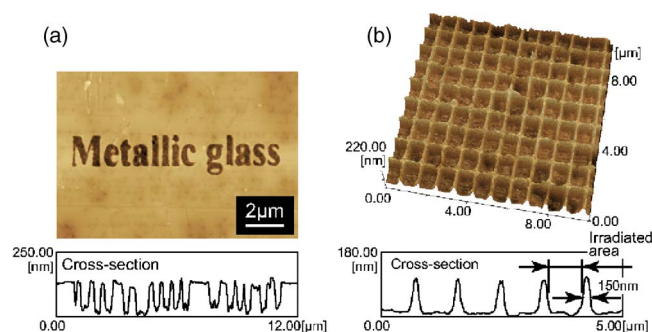 (a)
Metallic glass
2μm
250.00
[nm]
Cross-section
0.00
12.00[μm]
(b)
[μm]
8.00
4.00
0.00
220.00
[nm]
0.00
4.00
8.00
Irradiated
area
180.00
[nm]
Cross-section
150nm
0.00
5.00[μm]